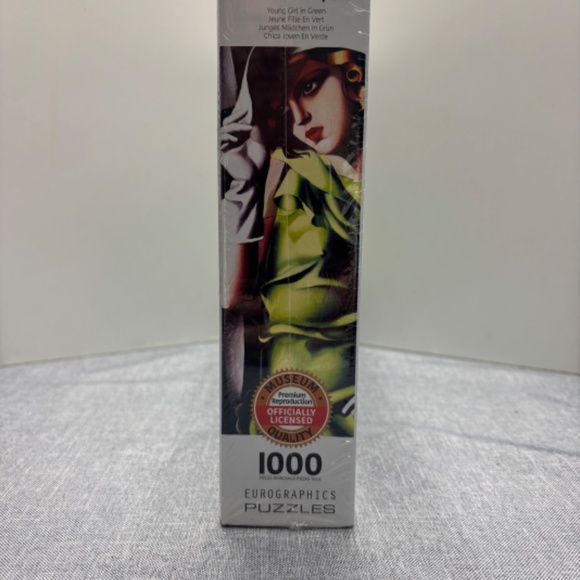 Young Girl in Green
Jeune Fille En Vert
Junges Mädchen in Grün
Chica Joven En Verde
MUSEUM
Premium
Reproduction
OFFICIALLY
LICENSED
QUALITY
1000
EUROGRAPHICS
PUZZLES